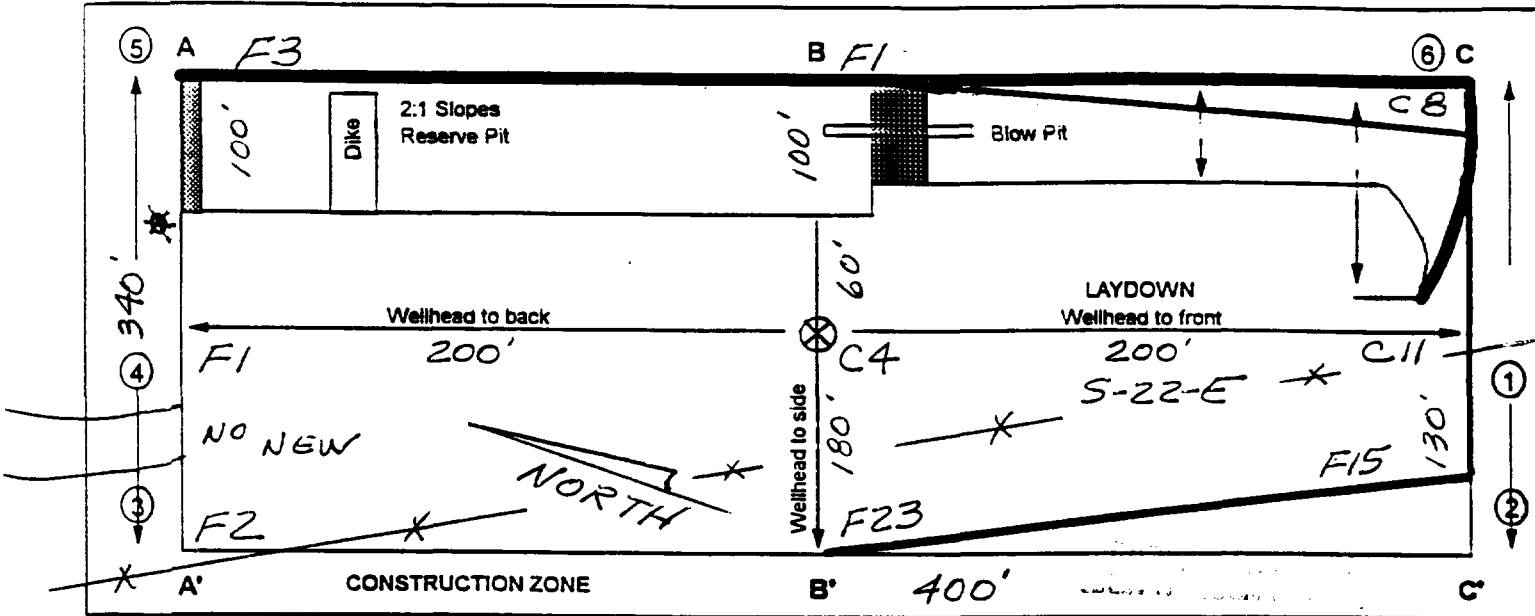 5 A F3 B F1 6 C
100' Dike 2:1 Slopes 100' Blow Pit C8
Reserve Pit
340' 60' LAYDOWN
Wellhead to back Wellhead to front
4 F1 200' C4 200' C11 1
S-22-E
NO NEW Wellhead to side 180' 130'
NORTH F15
3 F2 F23 2
A' CONSTRUCTION ZONE B' 400' C'